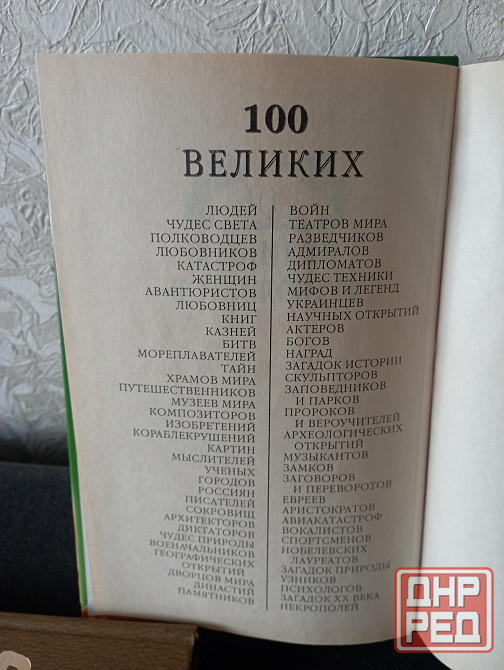 100
ВЕЛИКИХ
ЛЮДЕЙ
ЧУДЕС СВЕТА
ПОЛКОВОДЦЕВ
ЛЮБОВНИКОВ
КАТАСТРОФ
ЖЕНЩИН
АВАНТЮРИСТОВ
ЛЮБОВНИЦ
КНИГ
КАЗНЕЙ
БИТВ
МОРЕПЛАВАТЕЛЕЙ
ТАЙН
ХРАМОВ МИРА
ПУТЕШЕСТВЕННИКОВ
МУЗЕЕВ МИРА
КОМПОЗИТОРОВ
ИЗОБРЕТЕНИЙ
КОРАБЛЕКРУШЕНИЙ
КАРТИН
МЫСЛИТЕЛЕЙ
УЧЕНЫХ
ГОРОДОВ
РОССИЯН
ПИСАТЕЛЕЙ
СОКРОВИЩ
АРХИТЕКТОРОВ
ДИКТАТОРОВ
ЧУДЕС ПРИРОДЫ
ВОЕНАЧАЛЬНИКОВ
ГЕОГРАФИЧЕСКИХ
ОТКРЫТИЙ
ДВОРЦОВ МИРА
ДИНАСТИЙ
ПАМЯТНИКОВ
ВОЙН
ТЕАТРОВ МИРА
РАЗВЕДЧИКОВ
АДМИРАЛОВ
ДИПЛОМАТОВ
ЧУДЕС ТЕХНИКИ
МИФОВ И ЛЕГЕНД
УКРАИНЦЕВ
НАУЧНЫХ ОТКРЫТИЙ
АКТЕРОВ
БОГОВ
НАГРАД
ЗАГАДОК ИСТОРИИ
СКУЛЬПТОРОВ
ЗАПОВЕДНИКОВ
И ПАРКОВ
ПРОРОКОВ
И ВЕРОУЧИТЕЛЕЙ
АРХЕОЛОГИЧЕСКИХ
ОТКРЫТИЙ
МУЗЫКАНТОВ
ЗАМКОВ
ЗАГОВОРОВ
И ПЕРЕВОРОТОВ
ЕВРЕЕВ
АРИСТОКРАТОВ
АВИАКАТАСТРОФ
ВОКАЛИСТОВ
СПОРТСМЕНОВ
НОБЕЛЕВСКИХ
ЛАУРЕАТОВ
ЗАГАДОК ПРИРОДЫ
УЗНИКОВ
ПСИХОЛОГОВ
ЗАГАДОК XX ВЕКА
НЕКРОПОЛЕЙ
ДНР
РЕД